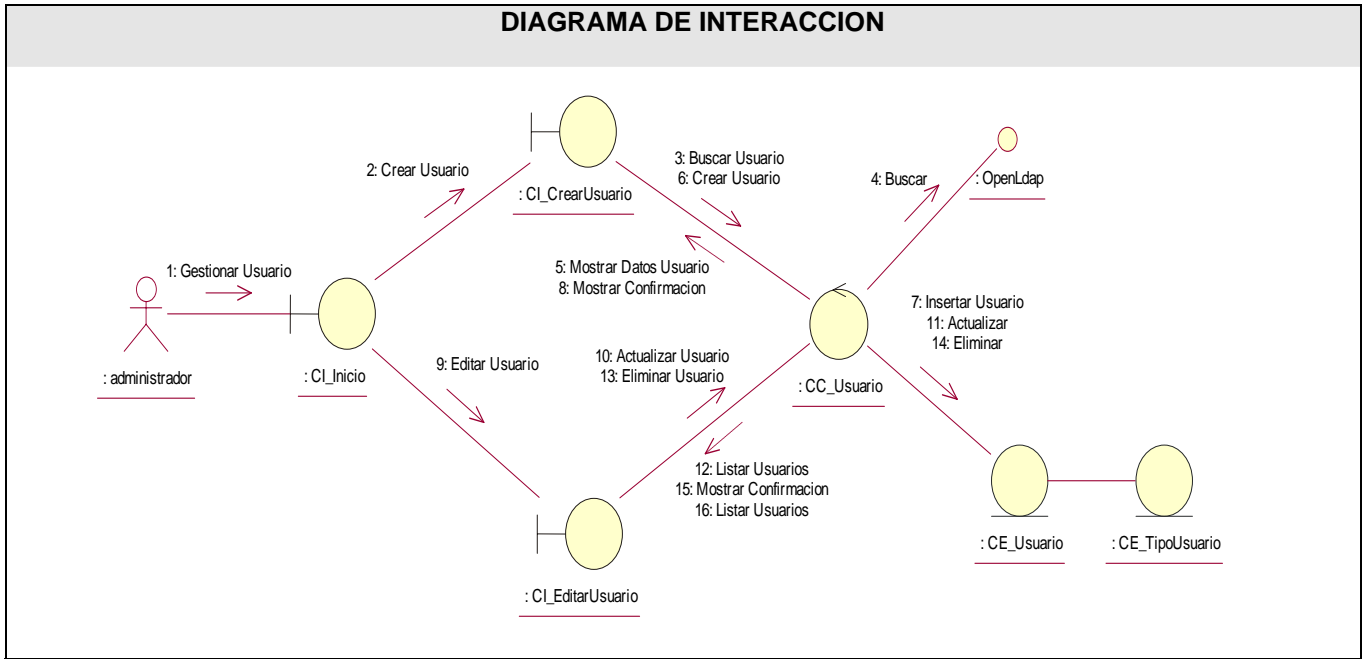 DIAGRAMA DE INTERACCION
2: Crear Usuario
: CI_CrearUsuario
3: Buscar Usuario
6: Crear Usuario
4: Buscar
: OpenLdap
1: Gestionar Usuario
: administrador
: CI_Inicio
5: Mostrar Datos Usuario
8: Mostrar Confirmacion
: CC_Usuario
7: Insertar Usuario
11: Actualizar
14: Eliminar
9: Editar Usuario
10: Actualizar Usuario
13: Eliminar Usuario
12: Listar Usuarios
15: Mostrar Confirmacion
16: Listar Usuarios
: CI_EditarUsuario
: CE_Usuario
: CE_TipoUsuario